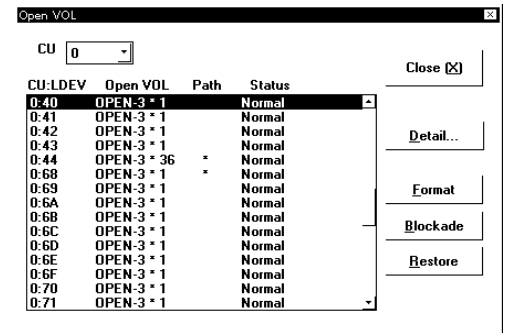 Open VOL
CU 0
Close (X)
CU:LDEV Open VOL Path Status
0:40 OPEN-3 * 1 Normal
0:41 OPEN-3 * 1 Normal
0:42 OPEN-3 * 1 Normal
0:43 OPEN-3 * 1 Normal
0:44 OPEN-3 * 36 * Normal
0:68 OPEN-3 * 1 * Normal
0:69 OPEN-3 * 1 Normal
0:6A OPEN-3 * 1 Normal
0:6B OPEN-3 * 1 Normal
0:6C OPEN-3 * 1 Normal
0:6D OPEN-3 * 1 Normal
0:6E OPEN-3 * 1 Normal
0:6F OPEN-3 * 1 Normal
0:70 OPEN-3 * 1 Normal
0:71 OPEN-3 * 1 Normal
Detail...
Format
Blockade
Restore